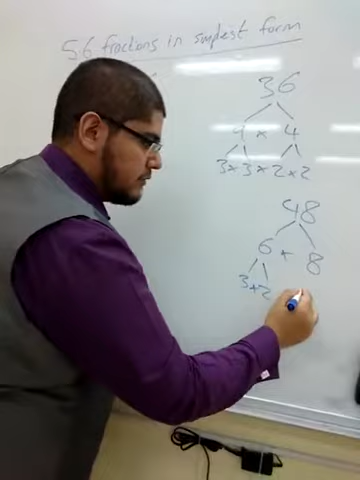 5.6 fractions in simplest form
36
9 × 4
3×3×2×2
48
6 × 8
3×2